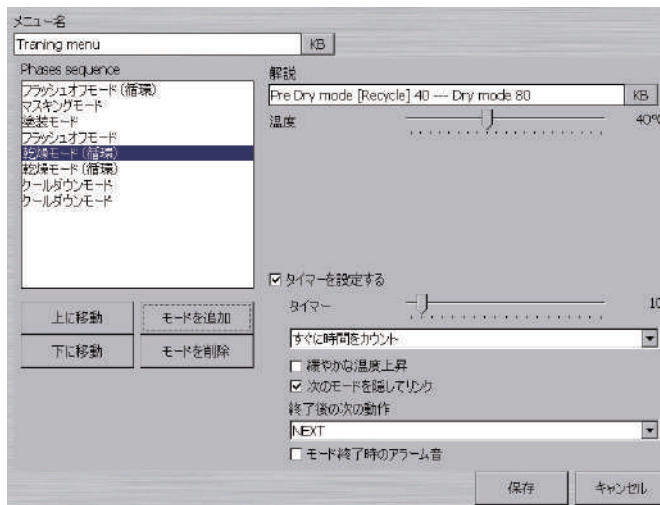 メニュー名
Traning menu
KB
Phases sequence
フラッシュオフモード(循環)
マスキングモード
塗装モード
フラッシュオフモード
乾燥モード(循環)
乾燥モード(循環)
クールダウンモード
クールダウンモード
上に移動
モードを追加
下に移動
モードを削除
解説
Pre Dry mode [Recycle] 40 --- Dry mode 80
KB
温度
40°
タイマーを設定する
タイマー
10
すぐに時間をカウント
緩やかな温度上昇
次のモードを隠してリンク
終了後の次の動作
NEXT
モード終了時のアラーム音
保存
キャンセル